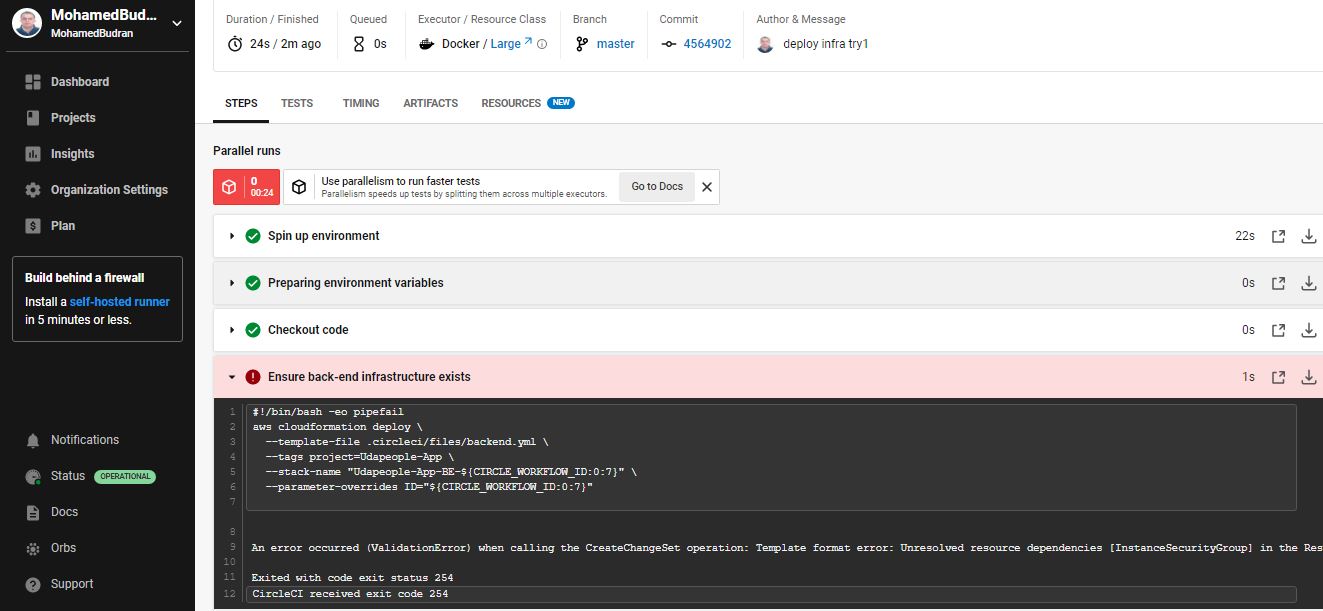 MohamedBud...
MohamedBudran
Dashboard
Projects
Insights
Organization Settings
Plan
Build behind a firewall
Install a self-hosted runner
in 5 minutes or less.
Notifications
Status OPERATIONAL
Docs
Orbs
Support
Duration / Finished
24s / 2m ago
Queued
0s
Executor / Resource Class
Docker / Large
Branch
master
Commit
4564902
Author & Message
deploy infra try1
STEPS TESTS TIMING ARTIFACTS RESOURCES NEW
Parallel runs
0
00:24
Use parallelism to run faster tests
Parallelism speeds up tests by splitting them across multiple executors.
Go to Docs
Spin up environment 22s
Preparing environment variables 0s
Checkout code 0s
Ensure back-end infrastructure exists 1s
1 #!/bin/bash -eo pipefail
2 aws cloudformation deploy \
3 --template-file .circleci/files/backend.yml \
4 --tags project=Udapeople-App \
5 --stack-name "Udapeople-App-BE-${CIRCLE_WORKFLOW_ID:0:7}" \
6 --parameter-overrides ID="${CIRCLE_WORKFLOW_ID:0:7}"
7
8
9 An error occurred (ValidationError) when calling the CreateChangeSet operation: Template format error: Unresolved resource dependencies [InstanceSecurityGroup] in the Res
10
11 Exited with code exit status 254
12 CircleCI received exit code 254